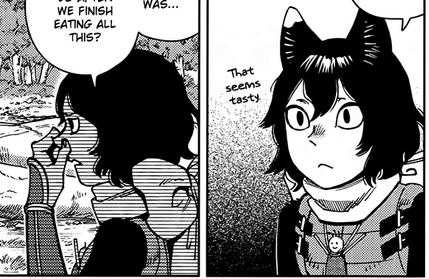 WAS...
WE FINISH
EATING ALL
THIS?
That
seems
tasty.